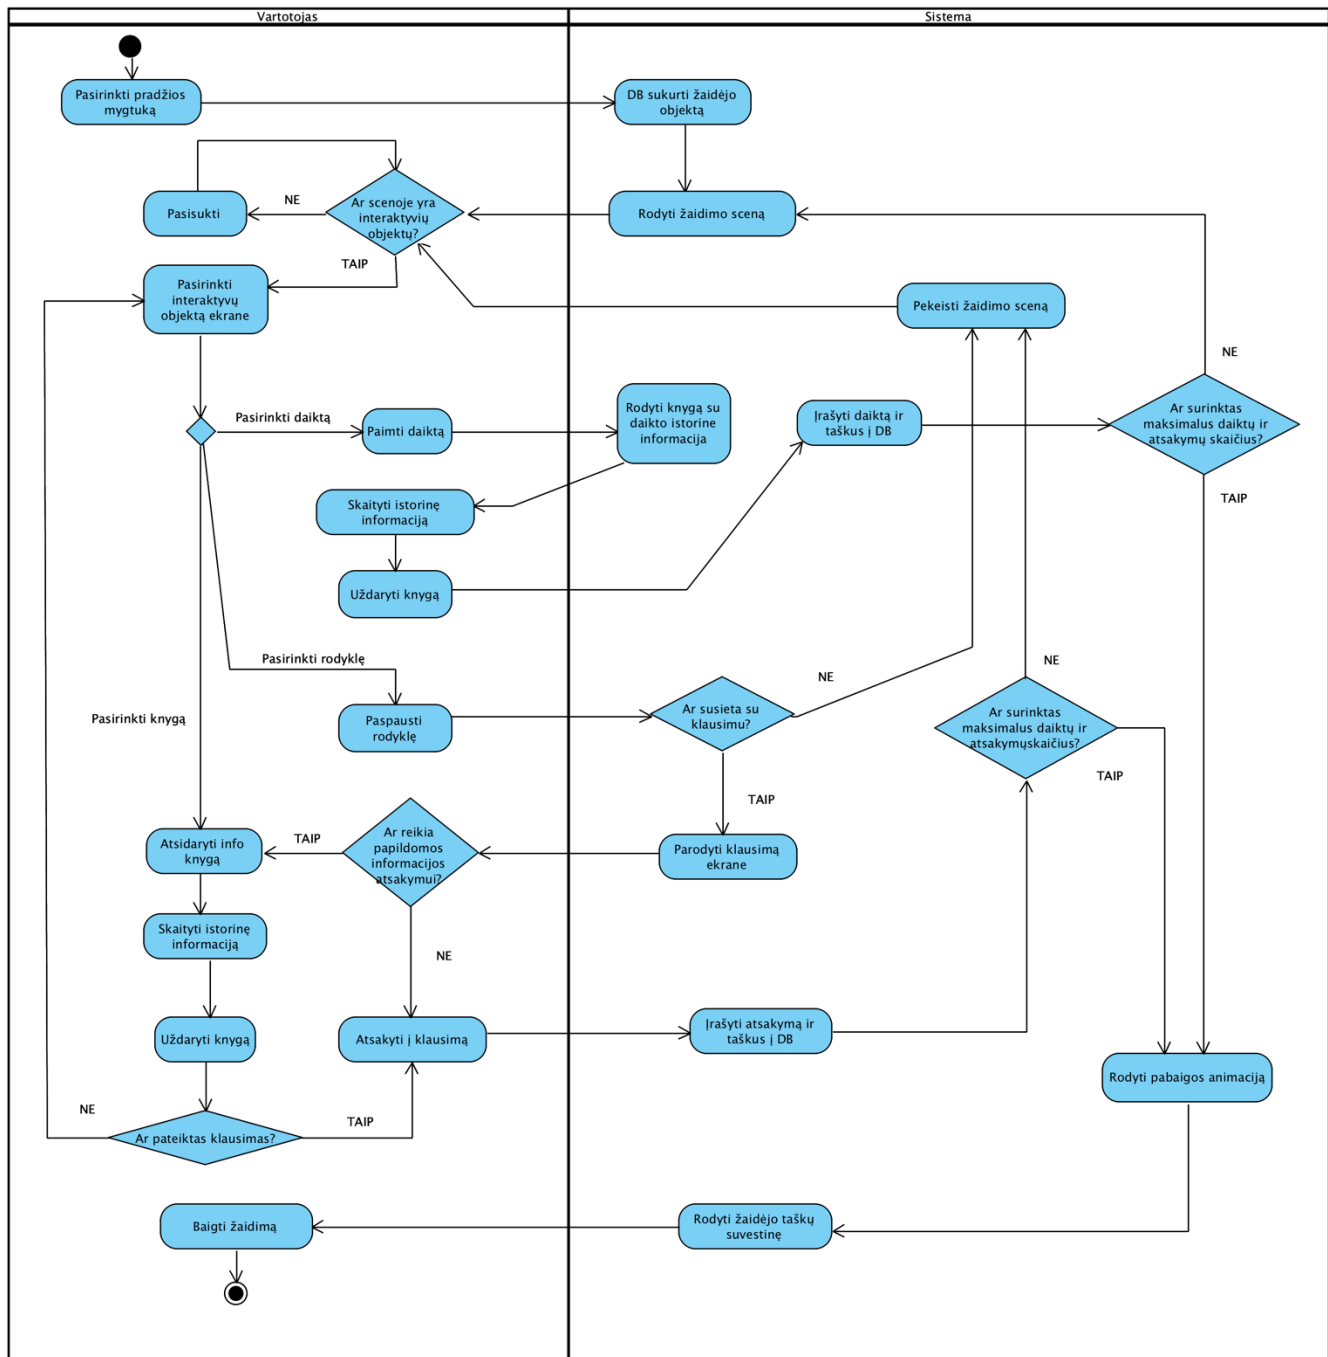 Vartotojas
Sistema
Pasirinkti pradžios
mygtuką
DB sukurti žaidėjo
objektą
Pasisukti
NE
Ar scenoje yra
interaktyvių
objektų?
Rodyti žaidimo sceną
TAIP
Pasirinkti
interaktyvų
objektą ekrane
Pekeisti žaidimo sceną
NE
Pasirinkti daiktą
Paimti daiktą
Rodyti knygą su
daikto istorine
informacija
Įrašyti daiktą ir
taškus į DB
Ar surinktas
maksimalus daiktų ir
atsakymų skaičius?
TAIP
Skaityti istorinę
informaciją
Uždaryti knygą
Pasirinkti rodyklę
Pasirinkti knygą
Paspausti
rodyklę
Ar susieta su
klausimu?
NE
NE
Ar surinktas
maksimalus daiktų ir
atsakymųskaičius?
TAIP
TAIP
Atsidaryti info
knygą
TAIP
Ar reikia
papildomos
informacijos
atsakymui?
Parodyti klausimą
ekrane
Skaityti istorinę
informaciją
NE
Uždaryti knygą
Atsakyti į klausimą
Įrašyti atsakymą ir
taškus į DB
Rodyti pabaigos animaciją
NE
Ar pateiktas klausimas?
TAIP
Baigti žaidimą
Rodyti žaidėjo taškų
suvestinę